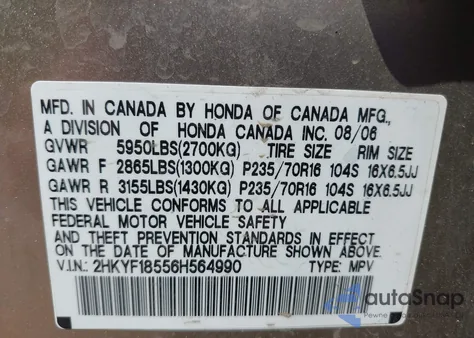 MFD. IN CANADA BY HONDA OF CANADA MFG.,
A DIVISION OF HONDA CANADA INC. 08/06
GVWR 5950LBS(2700KG) TIRE SIZE RIM SIZE
GAWR F 2865LBS(1300KG) P235/70R16 104S 16X6.5JJ
GAWR R 3155LBS(1430KG) P235/70R16 104S 16X6.5JJ
THIS VEHICLE CONFORMS TO ALL APPLICABLE
FEDERAL MOTOR VEHICLE SAFETY
AND THEFT PREVENTION STANDARDS IN EFFECT
ON THE DATE OF MANUFACTURE SHOWN ABOVE.
V.I.N.: 2HKYF18556H564990 TYPE: MPV
autoSnap